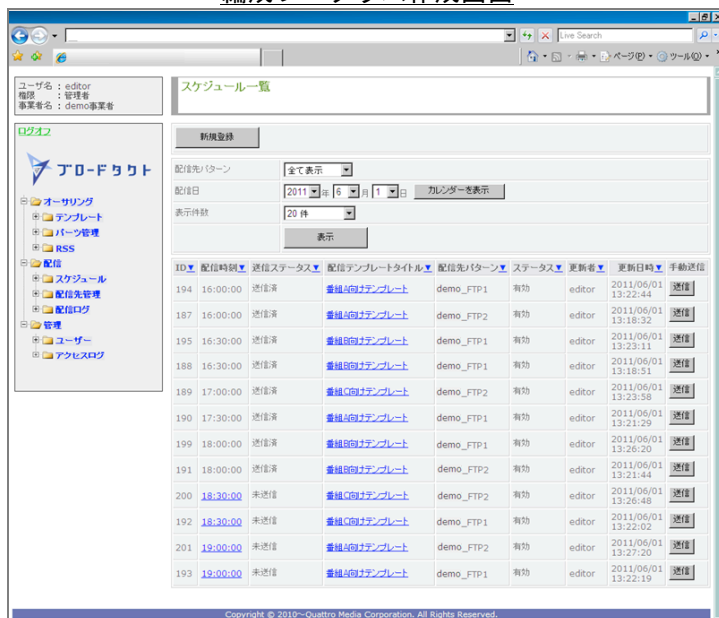 Live Search
ページ(P)
ツール(O)
ユーザ名 : editor
権限 : 管理者
事業者名 : demo事業者
ログオフ
ブロードタクト
オーサリング
テンプレート
パーツ管理
RSS
配信
スケジュール
配信先管理
配信ログ
管理
ユーザー
アクセスログ
スケジュール一覧
新規登録
配信先パターン 全て表示
配信日 2011 年 6 月 1 日 カレンダーを表示
表示件数 20 件
表示
ID▼ 配信時刻▼ 送信ステータス▼ 配信テンプレートタイトル▼ 配信先パターン▼ ステータス▼ 更新者▼ 更新日時▼ 手動送信
194 16:00:00 送信済 番組A向けテンプレート demo_FTP1 有効 editor 2011/06/01 13:22:44 送信
187 16:00:00 送信済 番組A向けテンプレート demo_FTP2 有効 editor 2011/06/01 13:18:32 送信
195 16:30:00 送信済 番組B向けテンプレート demo_FTP1 有効 editor 2011/06/01 13:23:11 送信
188 16:30:00 送信済 番組B向けテンプレート demo_FTP1 有効 editor 2011/06/01 13:18:51 送信
189 17:00:00 送信済 番組C向けテンプレート demo_FTP2 有効 editor 2011/06/01 13:23:58 送信
190 17:30:00 送信済 番組A向けテンプレート demo_FTP1 有効 editor 2011/06/01 13:21:29 送信
199 18:00:00 送信済 番組B向けテンプレート demo_FTP1 有効 editor 2011/06/01 13:26:20 送信
191 18:00:00 送信済 番組B向けテンプレート demo_FTP2 有効 editor 2011/06/01 13:21:44 送信
200 18:30:00 未送信 番組C向けテンプレート demo_FTP2 有効 editor 2011/06/01 13:26:48 送信
192 18:30:00 未送信 番組C向けテンプレート demo_FTP1 有効 editor 2011/06/01 13:22:02 送信
201 19:00:00 未送信 番組A向けテンプレート demo_FTP2 有効 editor 2011/06/01 13:27:20 送信
193 19:00:00 未送信 番組A向けテンプレート demo_FTP1 有効 editor 2011/06/01 13:22:19 送信
Copyright © 2010～Quattro Media Corporation. All Rights Reserved.